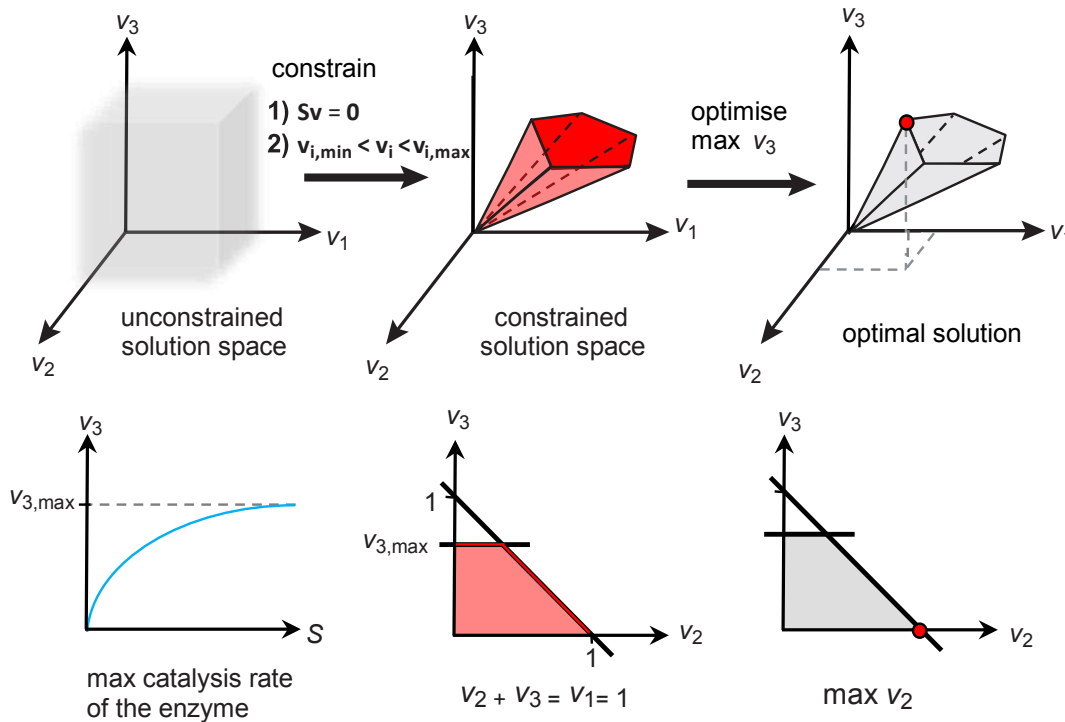 v3
v1
v2
unconstrained
solution space
constrain
1) Sv = 0
2) vi,min < vi < vi,max
v3
v1
v2
constrained
solution space
optimise
max v3
v3
v2
optimal solution
v3
v3,max
S
max catalysis rate
of the enzyme
v3
1
v3,max
v2
1
v2 + v3 = v1 = 1
v3
v2
max v2